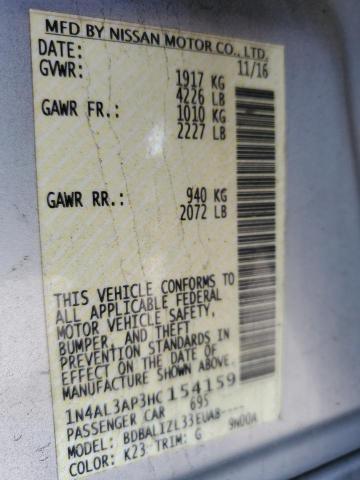 MFD BY NISSAN MOTOR CO., LTD.
DATE: 11/16
GVWR: 1917 KG
4226 LB
GAWR FR.: 1010 KG
2227 LB
GAWR RR.: 940 KG
2072 LB
THIS VEHICLE CONFORMS TO
ALL APPLICABLE FEDERAL
MOTOR VEHICLE SAFETY,
BUMPER, AND THEFT
PREVENTION STANDARDS IN
EFFECT ON THE DATE OF
MANUFACTURE SHOWN ABOVE.
1N4AL3AP3HC154159
PASSENGER CAR 695
MODEL: BDBALIZL33EUA8----
COLOR: K23 TRIM: G 9N00A